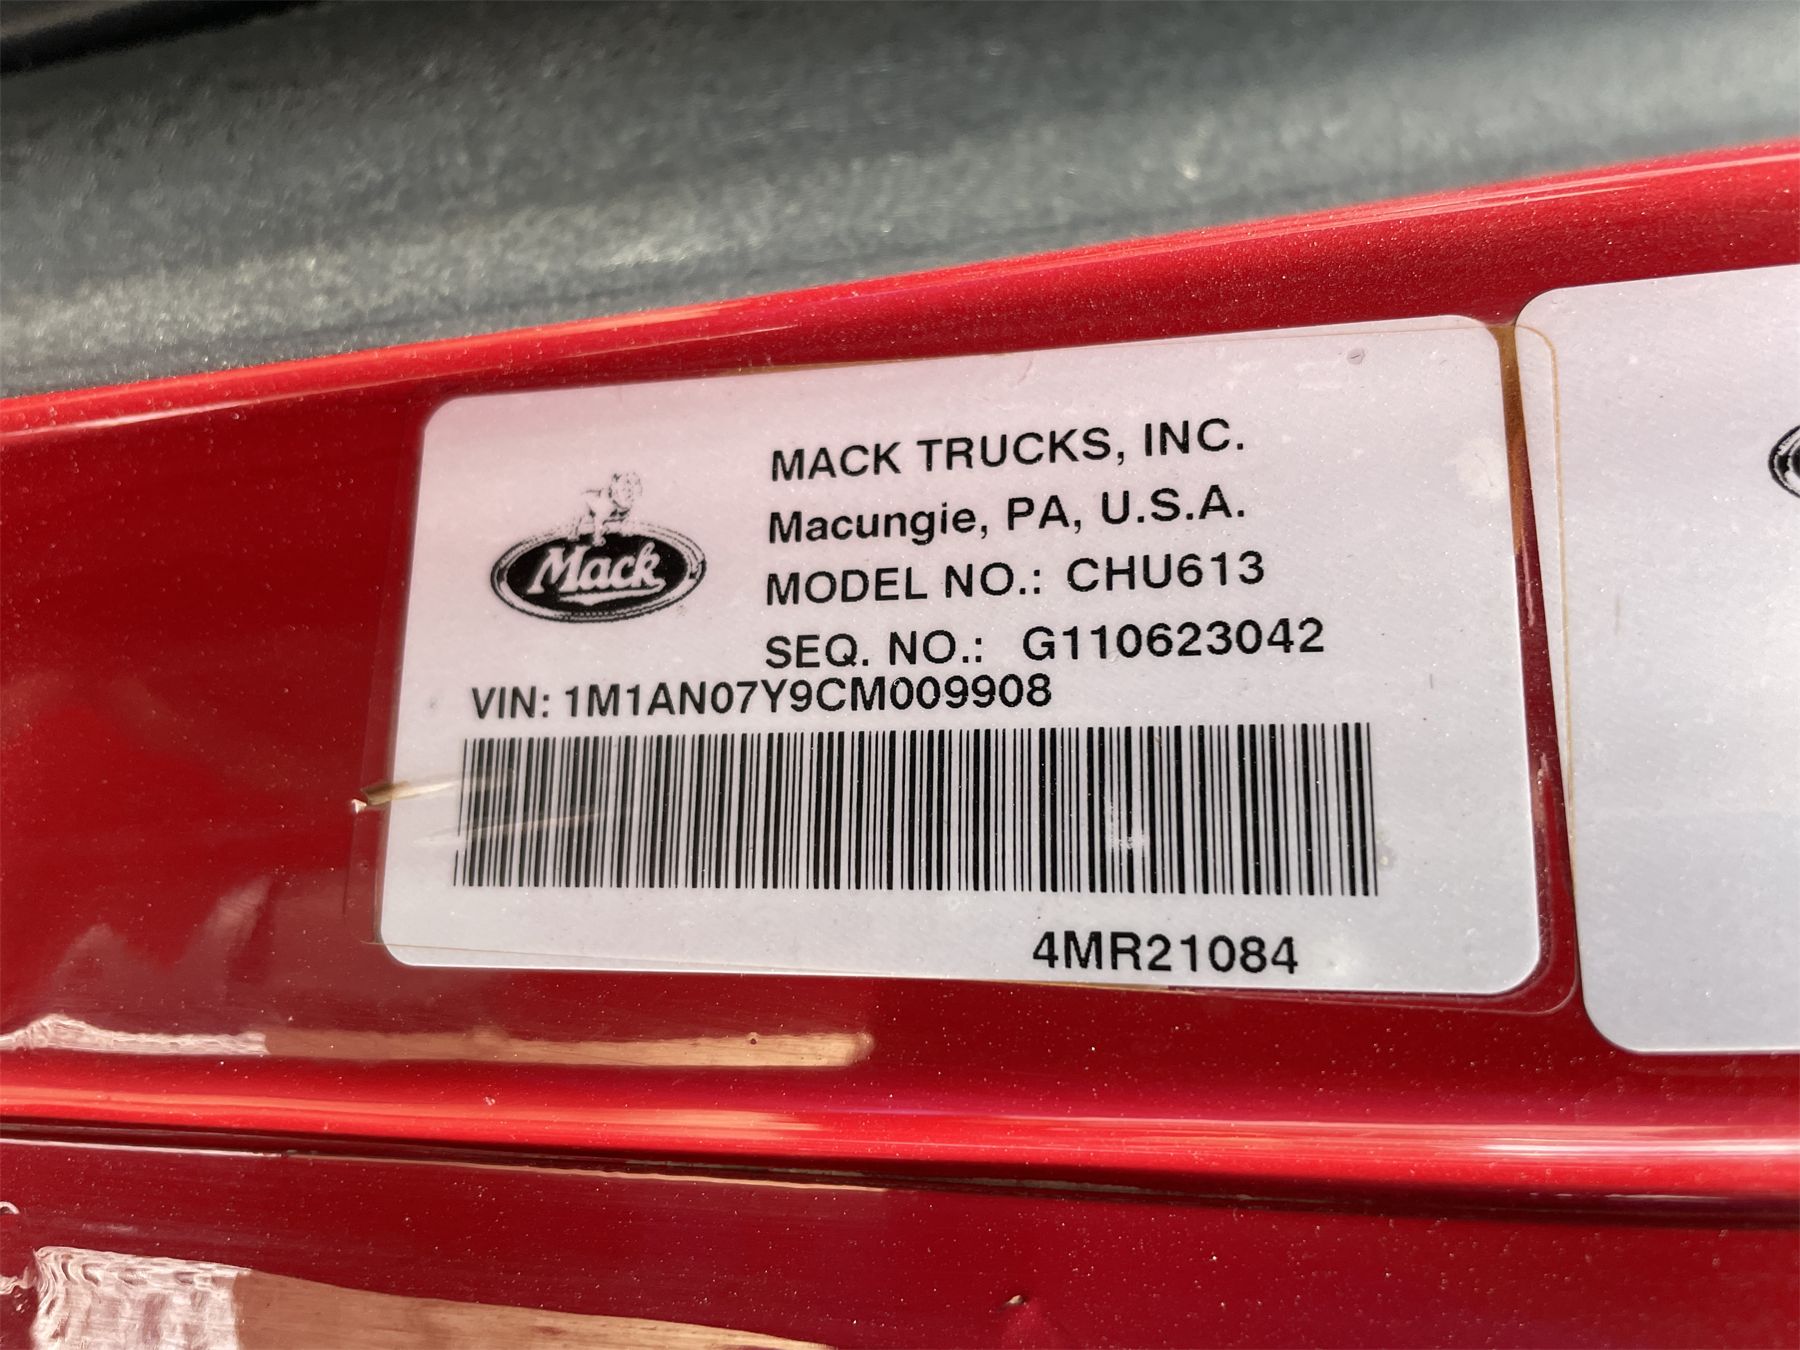 MACK TRUCKS, INC.
Macungie, PA, U.S.A.
Mack
MODEL NO.: CHU613
SEQ. NO.: G110623042
VIN: 1M1AN07Y9CM009908
4MR21084